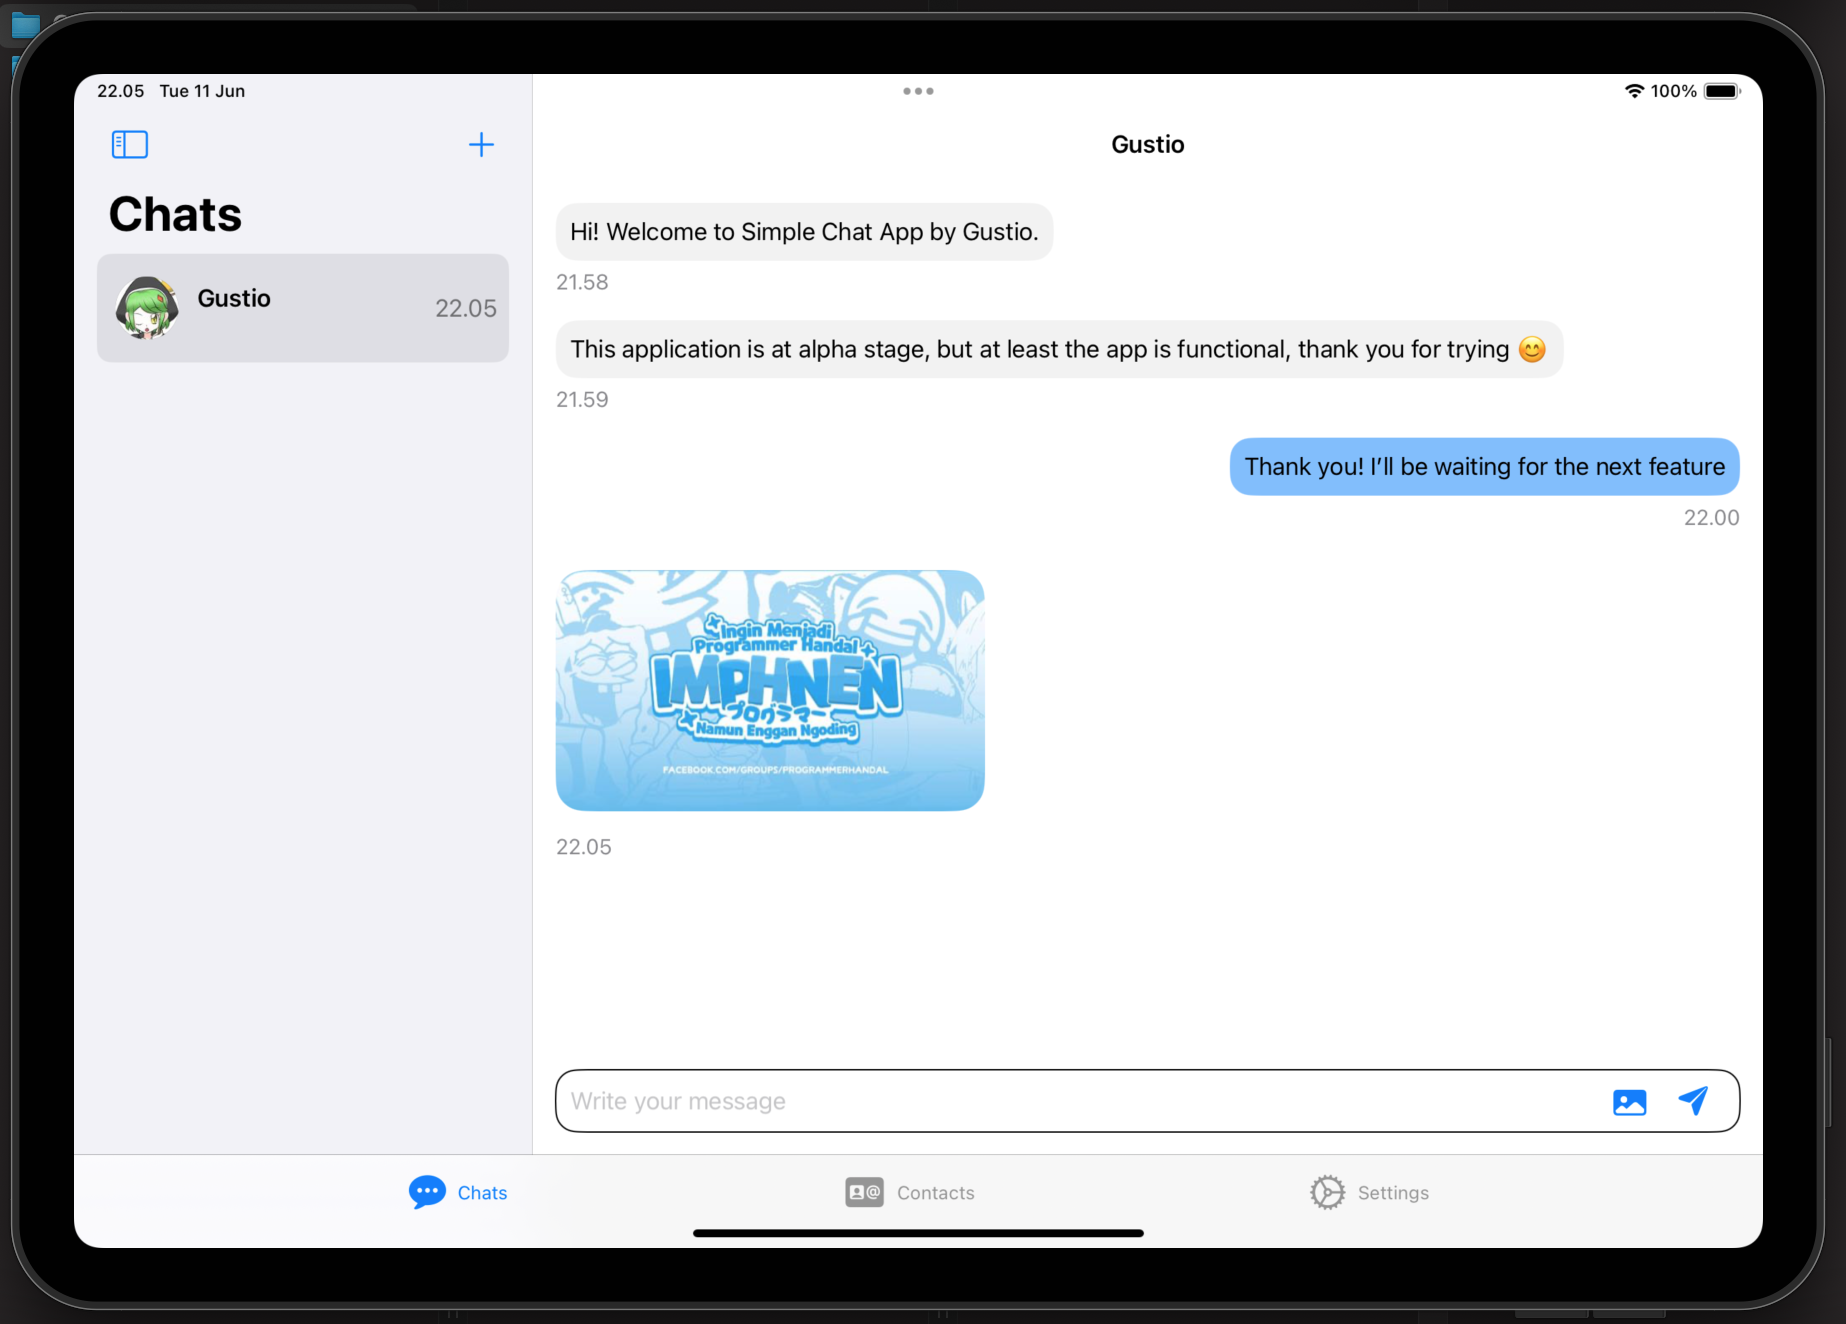 22.05 Tue 11 Jun
100%
Chats
Gustio
22.05
Gustio
Hi! Welcome to Simple Chat App by Gustio.
21.58
This application is at alpha stage, but at least the app is functional, thank you for trying 😊
21.59
Thank you! I’ll be waiting for the next feature
22.00
Ingin Menjadi
Programmer Handal
IMPHNEN
プログラマー
Namun Enggan Ngoding
FACEBOOK.COM/GROUPS/PROGRAMMERHANDAL
22.05
Write your message
Chats
Contacts
Settings